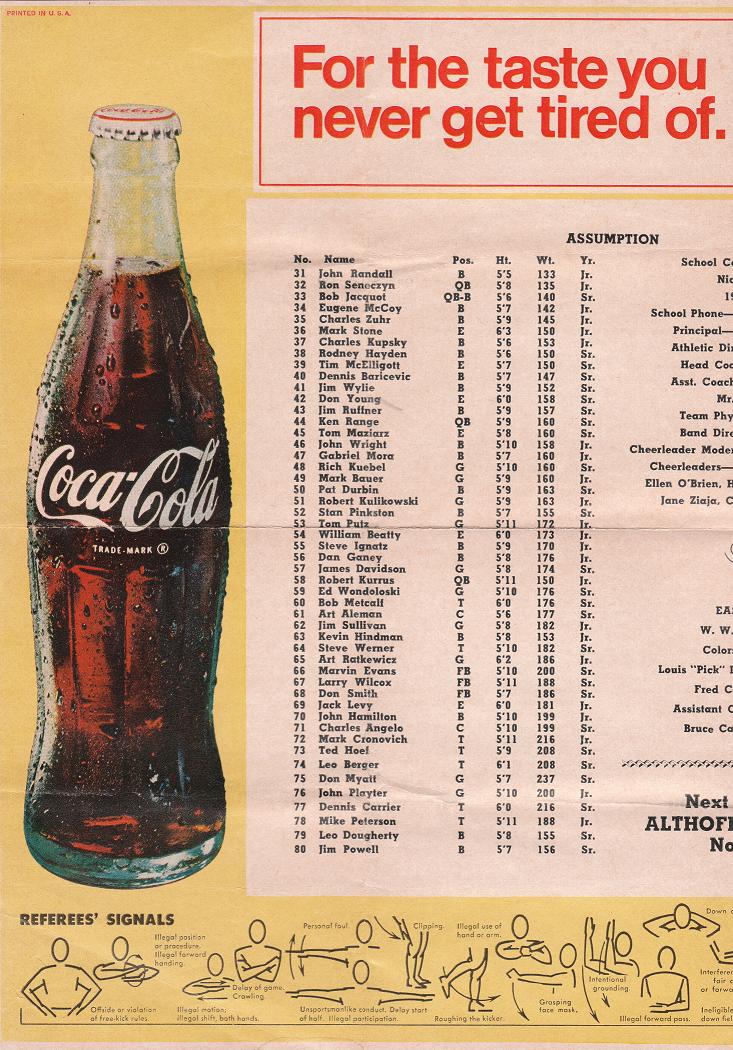 PRINTED IN U. S. A.
For the taste you
never get tired of.
Coca-Cola
TRADE-MARK ®
ASSUMPTION
No. Name Pos. Ht. Wt. Yr.
31 John Randall B 5'5 133 Jr.
32 Ron Seneczyn QB 5'8 135 Jr.
33 Bob Jacquot QB-B 5'6 140 Sr.
34 Eugene McCoy B 5'7 142 Jr.
35 Charles Zuhr B 5'9 145 Jr.
36 Mark Stone E 6'3 150 Jr.
37 Charles Kupsky B 5'6 153 Jr.
38 Rodney Hayden B 5'6 150 Sr.
39 Tim McElligott E 5'7 150 Sr.
40 Dennis Baricevic B 5'7 147 Sr.
41 Jim Wylie B 5'9 152 Sr.
42 Don Young E 6'0 158 Sr.
43 Jim Ruffner B 5'9 157 Sr.
44 Ken Range QB 5'9 160 Sr.
45 Tom Maziarz E 5'8 160 Sr.
46 John Wright B 5'10 158 Jr.
47 Gabriel Mora B 5'7 160 Jr.
48 Rich Kuebel G 5'10 160 Sr.
49 Mark Bauer G 5'9 160 Jr.
50 Pat Durbin B 5'9 163 Sr.
51 Robert Kulikowski G 5'9 163 Jr.
52 Stan Pinkston B 5'7 155 Sr.
53 Tom Putz G 5'11 172 Jr.
54 William Beatty E 6'0 173 Jr.
55 Steve Ignatz B 5'9 170 Jr.
56 Dan Ganey B 5'8 176 Jr.
57 James Davidson G 5'8 174 Sr.
58 Robert Kurrus QB 5'11 150 Jr.
59 Ed Wondoloski G 5'10 176 Sr.
60 Bob Metcalf T 6'0 176 Sr.
61 Art Aleman C 5'6 177 Sr.
62 Jim Sullivan G 5'8 182 Jr.
63 Kevin Hindman B 5'8 153 Jr.
64 Steve Werner T 5'10 182 Sr.
65 Art Ratkewicz G 6'2 186 Jr.
66 Marvin Evans FB 5'10 200 Sr.
67 Larry Wilcox FB 5'11 188 Sr.
68 Don Smith FB 5'7 186 Sr.
69 Jack Levy E 6'0 181 Jr.
70 John Hamilton B 5'10 199 Jr.
71 Charles Angelo C 5'10 199 Sr.
72 Mark Cronovich T 5'11 216 Jr.
73 Ted Hoef T 5'9 208 Sr.
74 Leo Berger T 6'1 208 Sr.
75 Don Myatt G 5'7 237 Sr.
76 John Playter G 5'10 200 Jr.
77 Dennis Carrier T 6'0 216 Sr.
78 Mike Peterson T 5'11 188 Jr.
79 Leo Dougherty B 5'8 155 Sr.
80 Jim Powell B 5'7 156 Sr.
School Co
Nic
19
School Phone—
Principal—
Athletic Dir
Head Coa
Asst. Coach
Mr.
Team Phy
Band Dire
Cheerleader Moder
Cheerleaders—
Ellen O'Brien, H
Jane Ziaja, C
EAS
W. W.
Colors
Louis "Pick" D
Fred C
Assistant C
Bruce Ca
Next
ALTHOFF
No
REFEREES' SIGNALS
Offside or violation
of free-kick rules.
Illegal position
or procedure.
Illegal forward
handing.
Illegal motion;
illegal shift, both hands.
Delay of game.
Crawling.
Personal foul.
Unsportsmanlike conduct. Delay start
of half. Illegal participation.
Clipping.
Roughing the kicker.
Illegal use of
hand or arm.
Grasping
face mask.
Intentional
grounding.
Illegal forward pass.
Down
Interferen
fair c
or forwa
Ineligible
down fiel